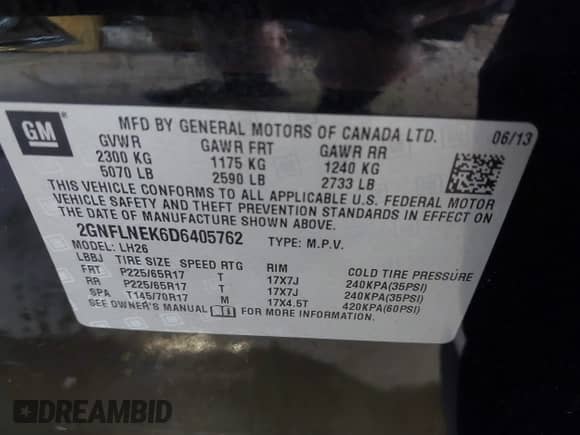 GM
MFD BY GENERAL MOTORS OF CANADA LTD. 06/13
GVWR GAWR FRT GAWR RR
2300 KG 1175 KG 1240 KG
5070 LB 2590 LB 2733 LB
THIS VEHICLE CONFORMS TO ALL APPLICABLE U.S. FEDERAL MOTOR
VEHICLE SAFETY AND THEFT PREVENTION STANDARDS IN EFFECT ON
THE DATE OF MANUFACTURE SHOWN ABOVE.
2GNFLNEK6D6405762 TYPE: M.P.V.
MODEL: LH26
LBBJ TIRE SIZE SPEED RTG RIM COLD TIRE PRESSURE
FRT P225/65R17 T 17X7J 240KPA(35PSI)
RR P225/65R17 T 17X7J 240KPA(35PSI)
SPA T145/70R17 M 17X4.5T 420KPA(60PSI)
SEE OWNER'S MANUAL FOR MORE INFORMATION.
DREAMBID